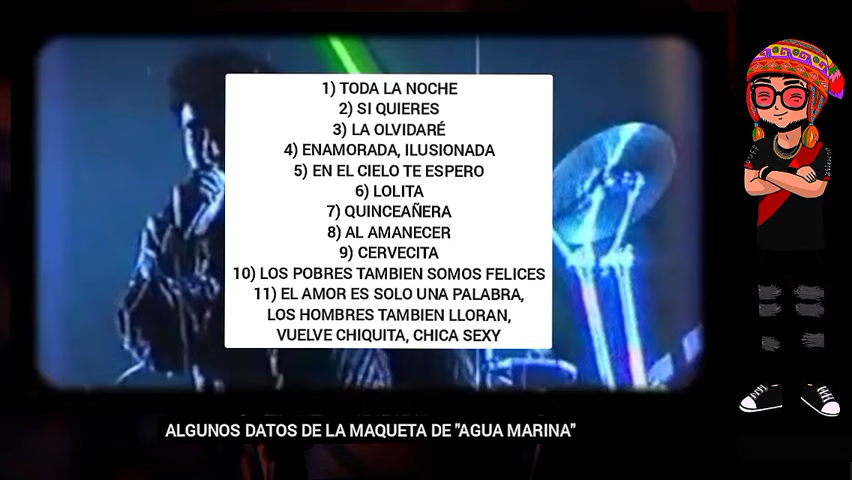 1) TODA LA NOCHE
2) SI QUIERES
3) LA OLVIDARÉ
4) ENAMORADA, ILUSIONADA
5) EN EL CIELO TE ESPERO
6) LOLITA
7) QUINCEAÑERA
8) AL AMANECER
9) CERVECITA
10) LOS POBRES TAMBIEN SOMOS FELICES
11) EL AMOR ES SOLO UNA PALABRA,
LOS HOMBRES TAMBIEN LLORAN,
VUELVE CHIQUITA, CHICA SEXY
ALGUNOS DATOS DE LA MAQUETA DE "AGUA MARINA"